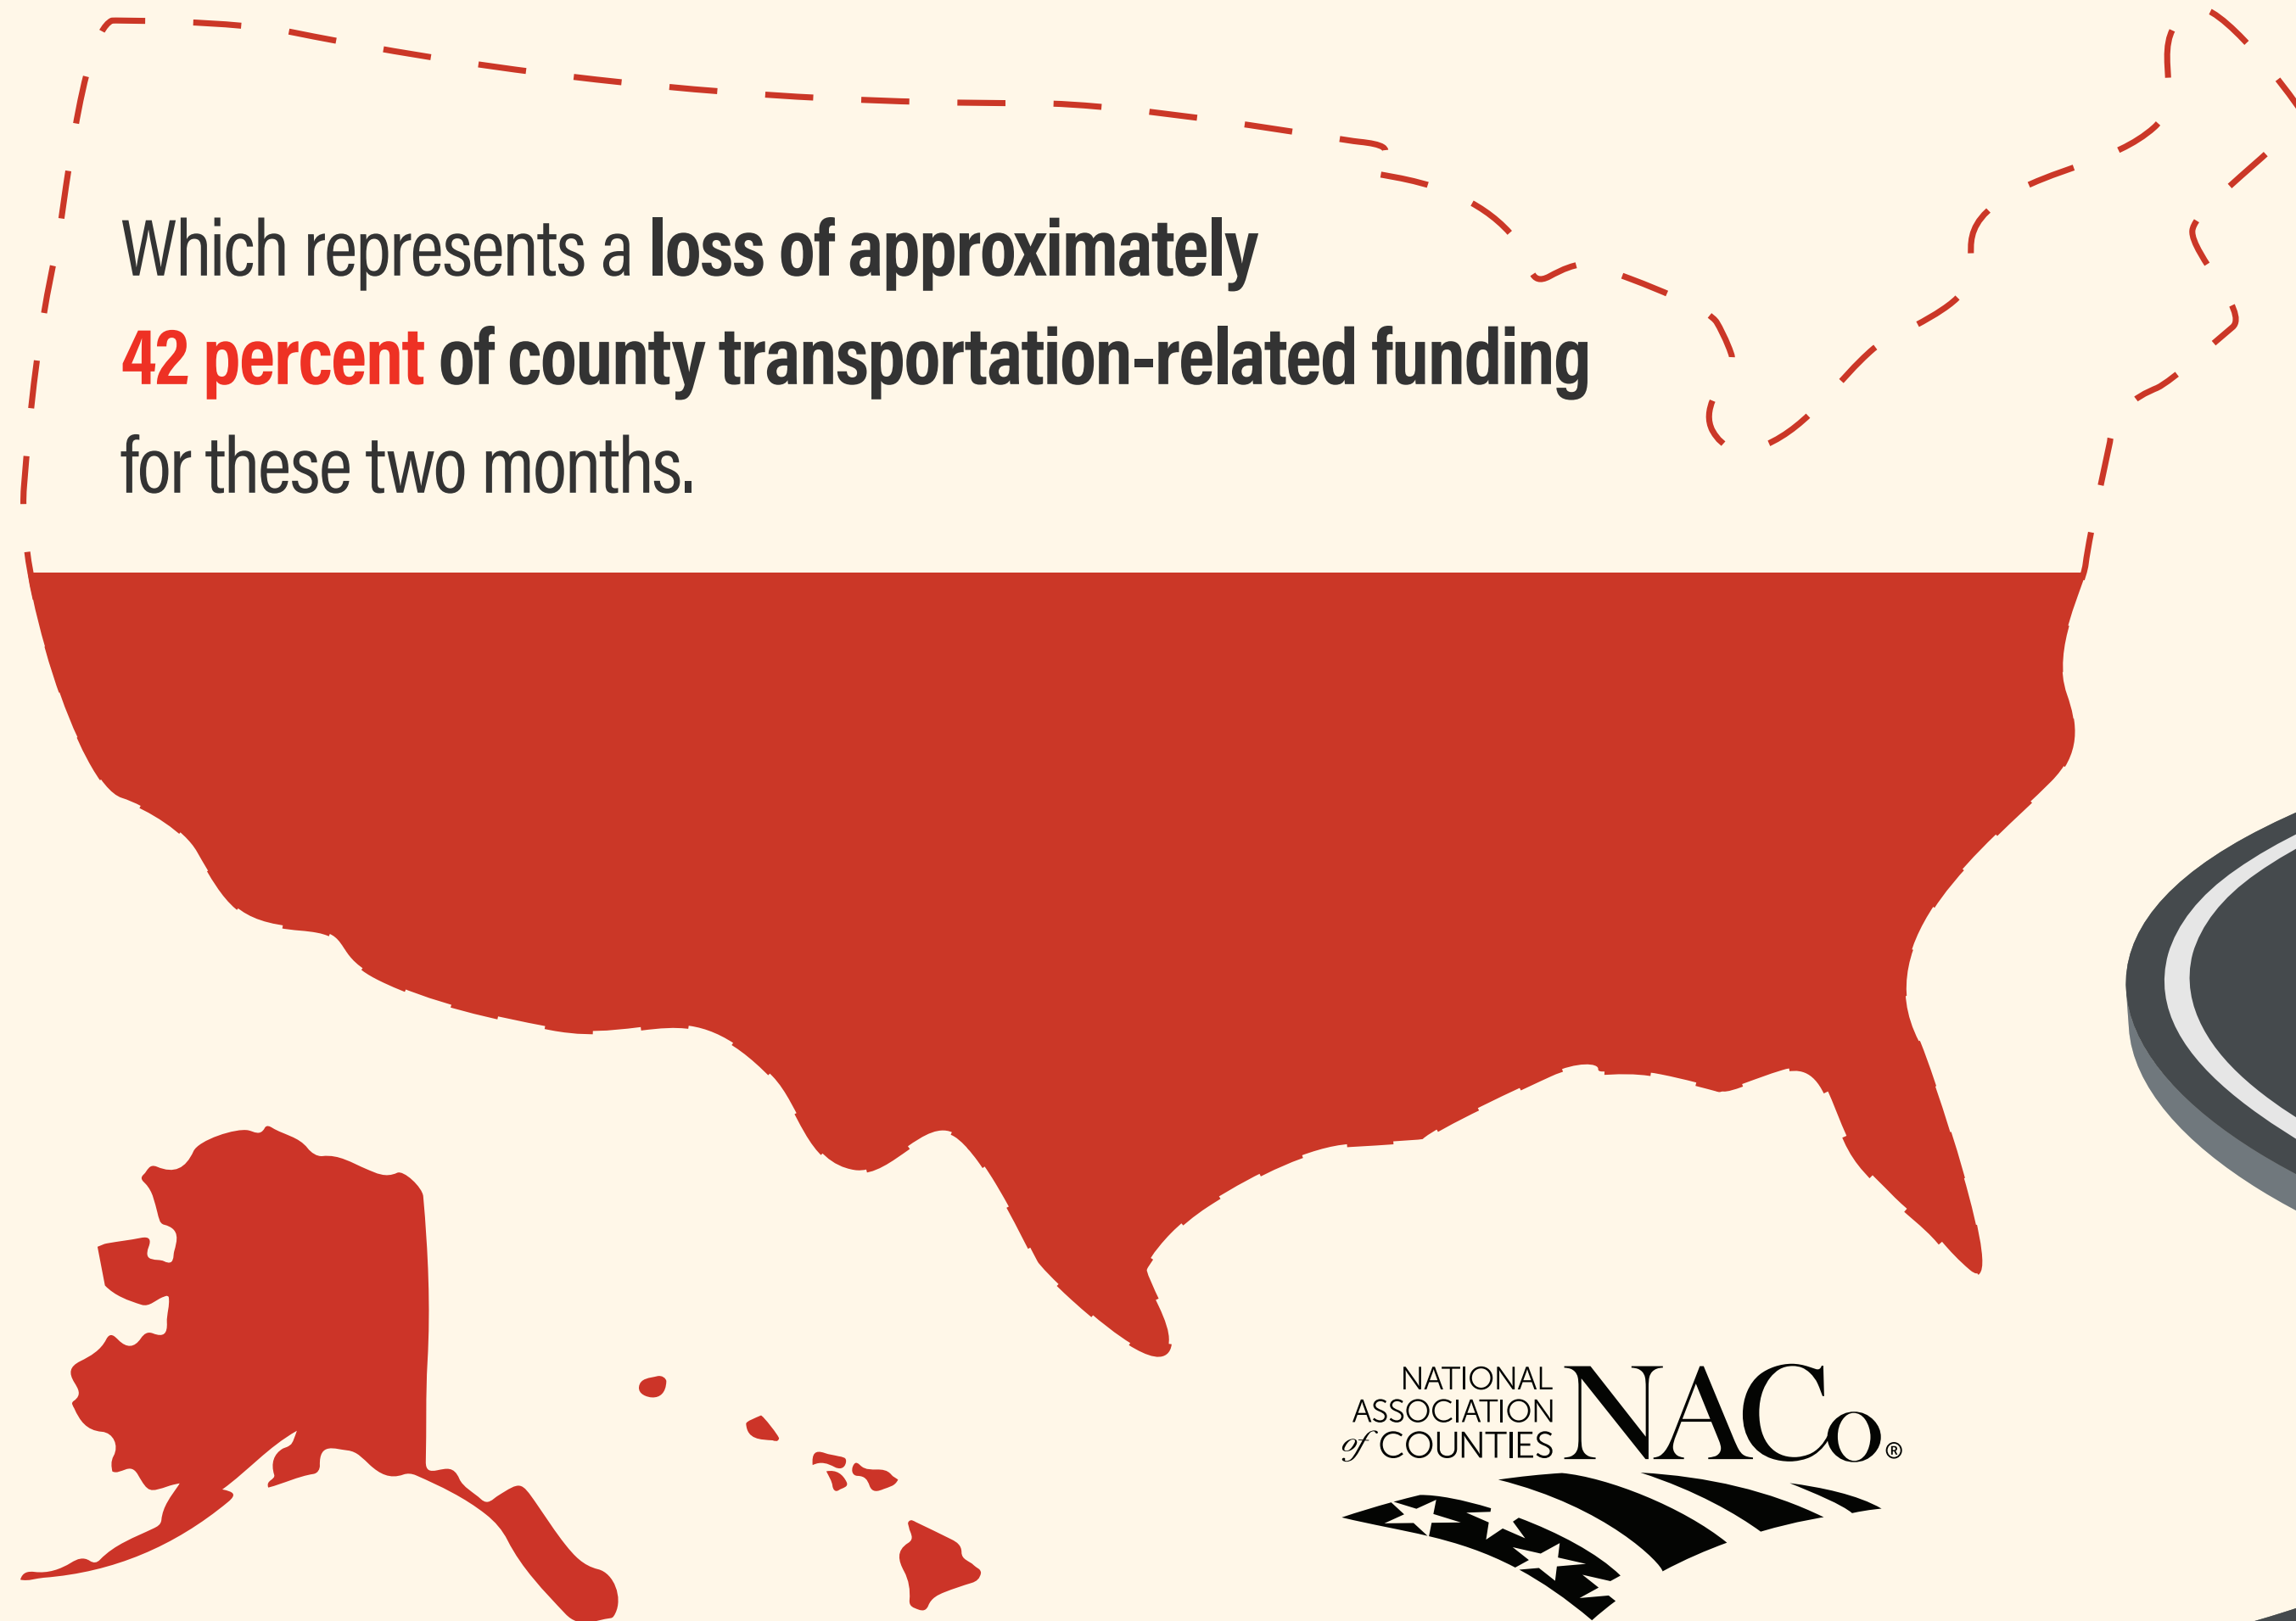 Which represents a loss of approximately
42 percent of county transportation-related funding
for these two months.
NATIONAL
ASSOCIATION
of COUNTIES
NACo®